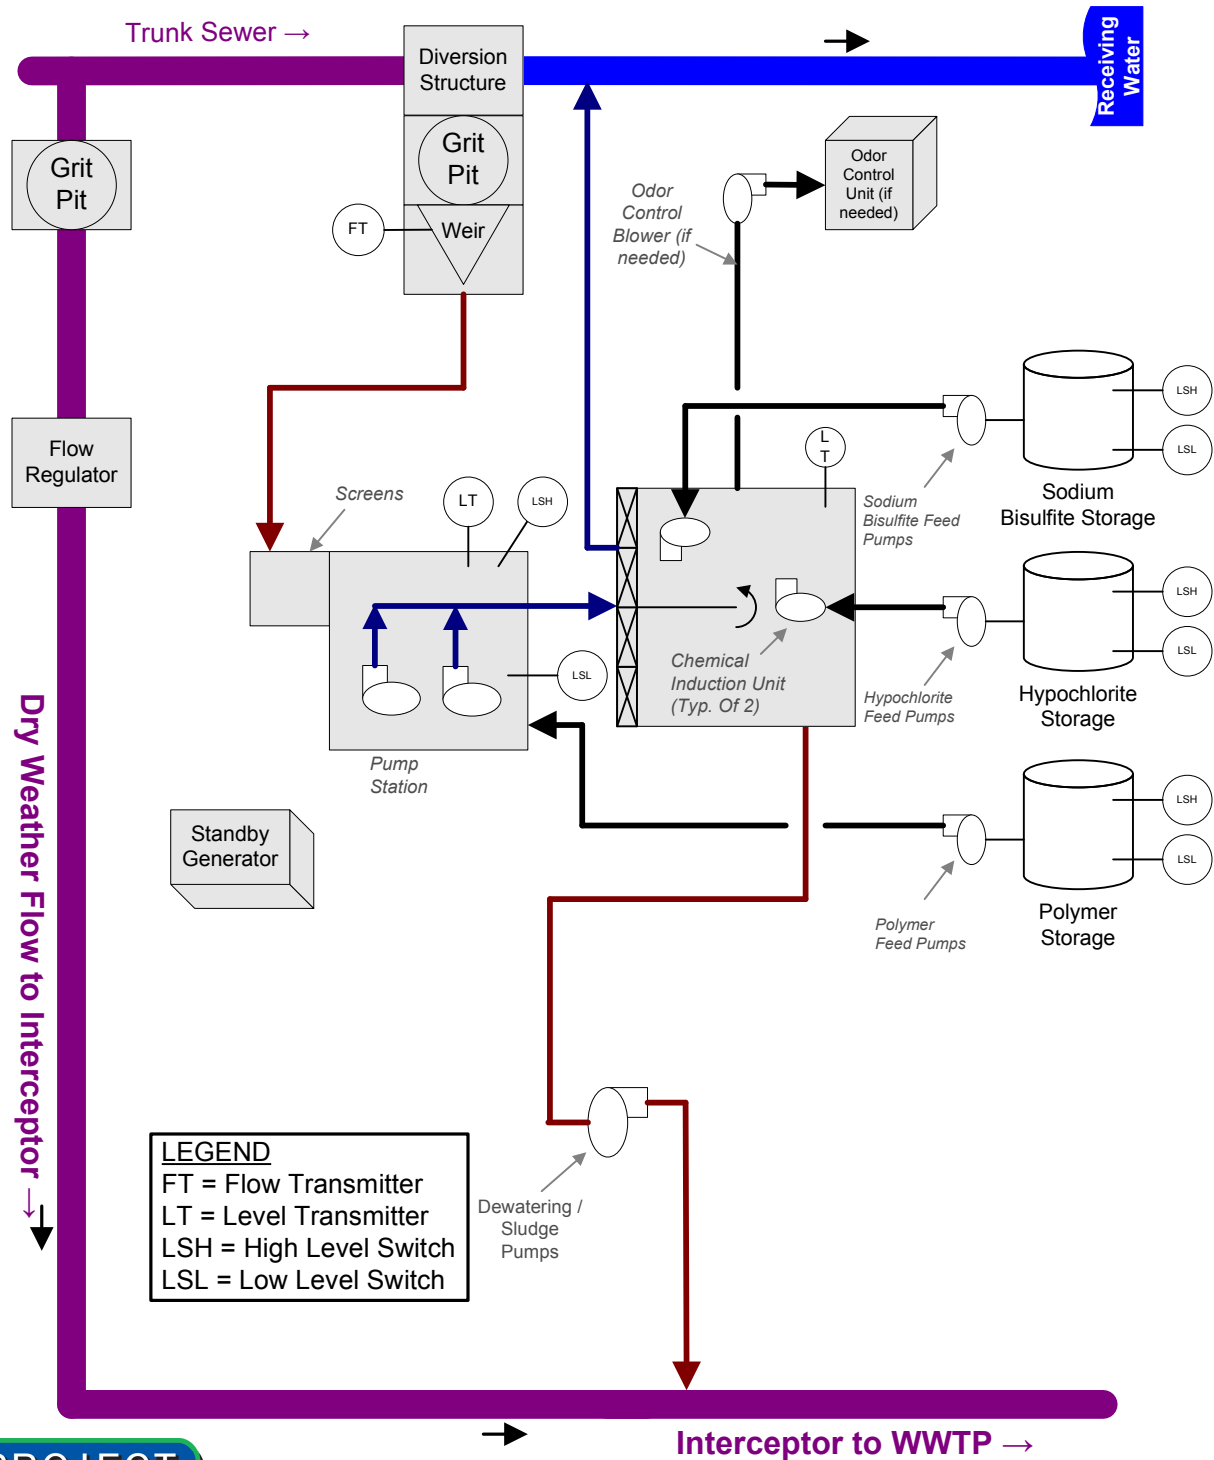 Trunk Sewer →
Diversion
Structure
Receiving
Water
Grit
Pit
Grit
Pit
Weir
FT
Odor
Control
Unit (if
needed)
Odor
Control
Blower (if
needed)
Flow
Regulator
Screens
LT
LSH
LSL
L
T
Sodium
Bisulfite Feed
Pumps
LSH
LSL
Sodium
Bisulfite Storage
Chemical
Induction Unit
(Typ. Of 2)
Hypochlorite
Feed Pumps
LSH
LSL
Hypochlorite
Storage
Pump
Station
Standby
Generator
Dry Weather Flow to Interceptor →
LSH
LSL
Polymer
Feed Pumps
Polymer
Storage
LEGEND
FT = Flow Transmitter
LT = Level Transmitter
LSH = High Level Switch
LSL = Low Level Switch
Dewatering /
Sludge
Pumps
Interceptor to WWTP →
PROJECT